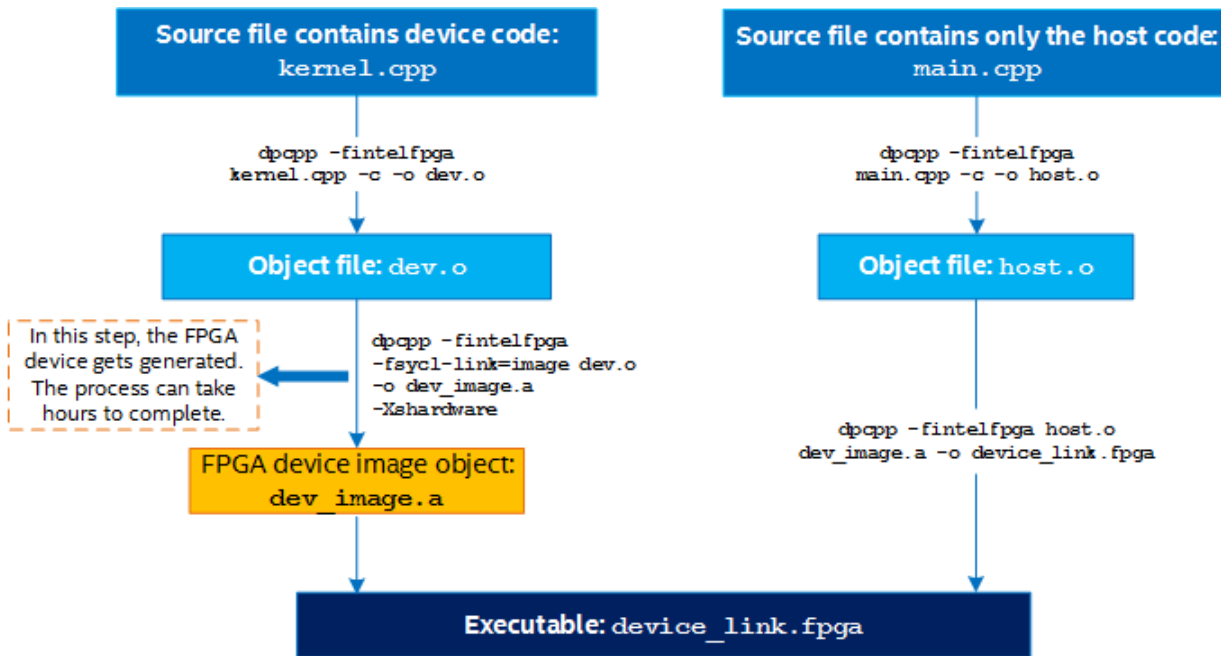 Source file contains device code:
kernel.cpp
Source file contains only the host code:
main.cpp
dpcpp -fintelfpga
kernel.cpp -c -o dev.o
dpcpp -fintelfpga
main.cpp -c -o host.o
Object file: dev.o
Object file: host.o
In this step, the FPGA
device gets generated.
The process can take
hours to complete.
dpcpp -fintelfpga
-fsycl-link=image dev.o
-o dev_image.a
-Xshardware
dpcpp -fintelfpga host.o
dev_image.a -o device_link.fpga
FPGA device image object:
dev_image.a
Executable: device_link.fpga